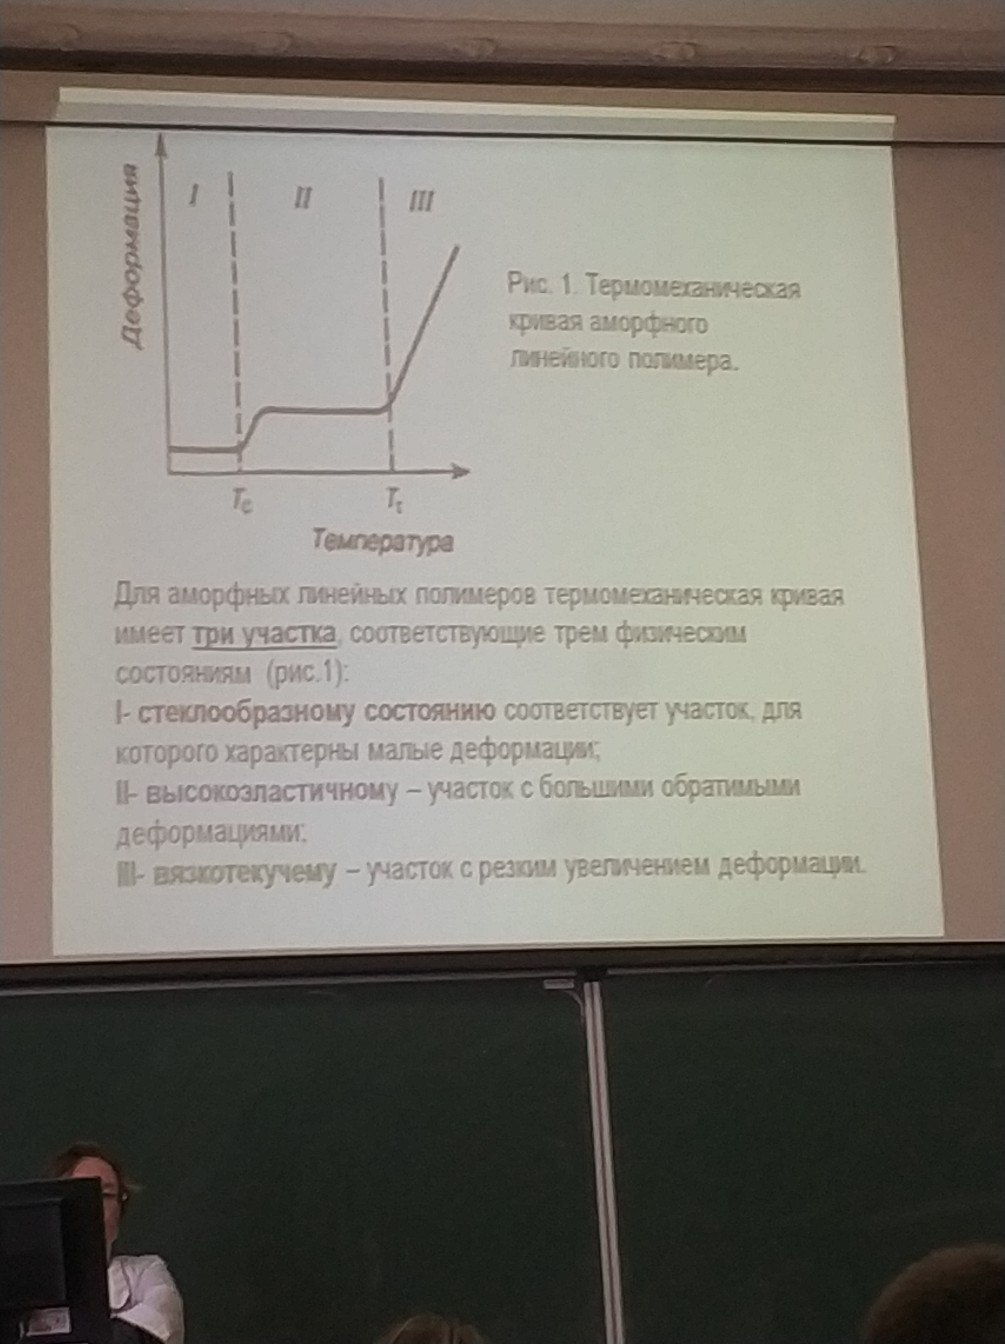 Деформация
I II III
Рис. 1. Термомеханическая
кривая аморфного
линейного полимера.
Tc Tт
Температура
Для аморфных линейных полимеров термомеханическая кривая
имеет три участка, соответствующие трем физическим
состояниям (рис.1):
I- стеклообразному состоянию соответствует участок, для
которого характерны малые деформации;
II- высокоэластичному – участок с большими обратимыми
деформациями;
III- вязкотекучему – участок с резким увеличением деформации.